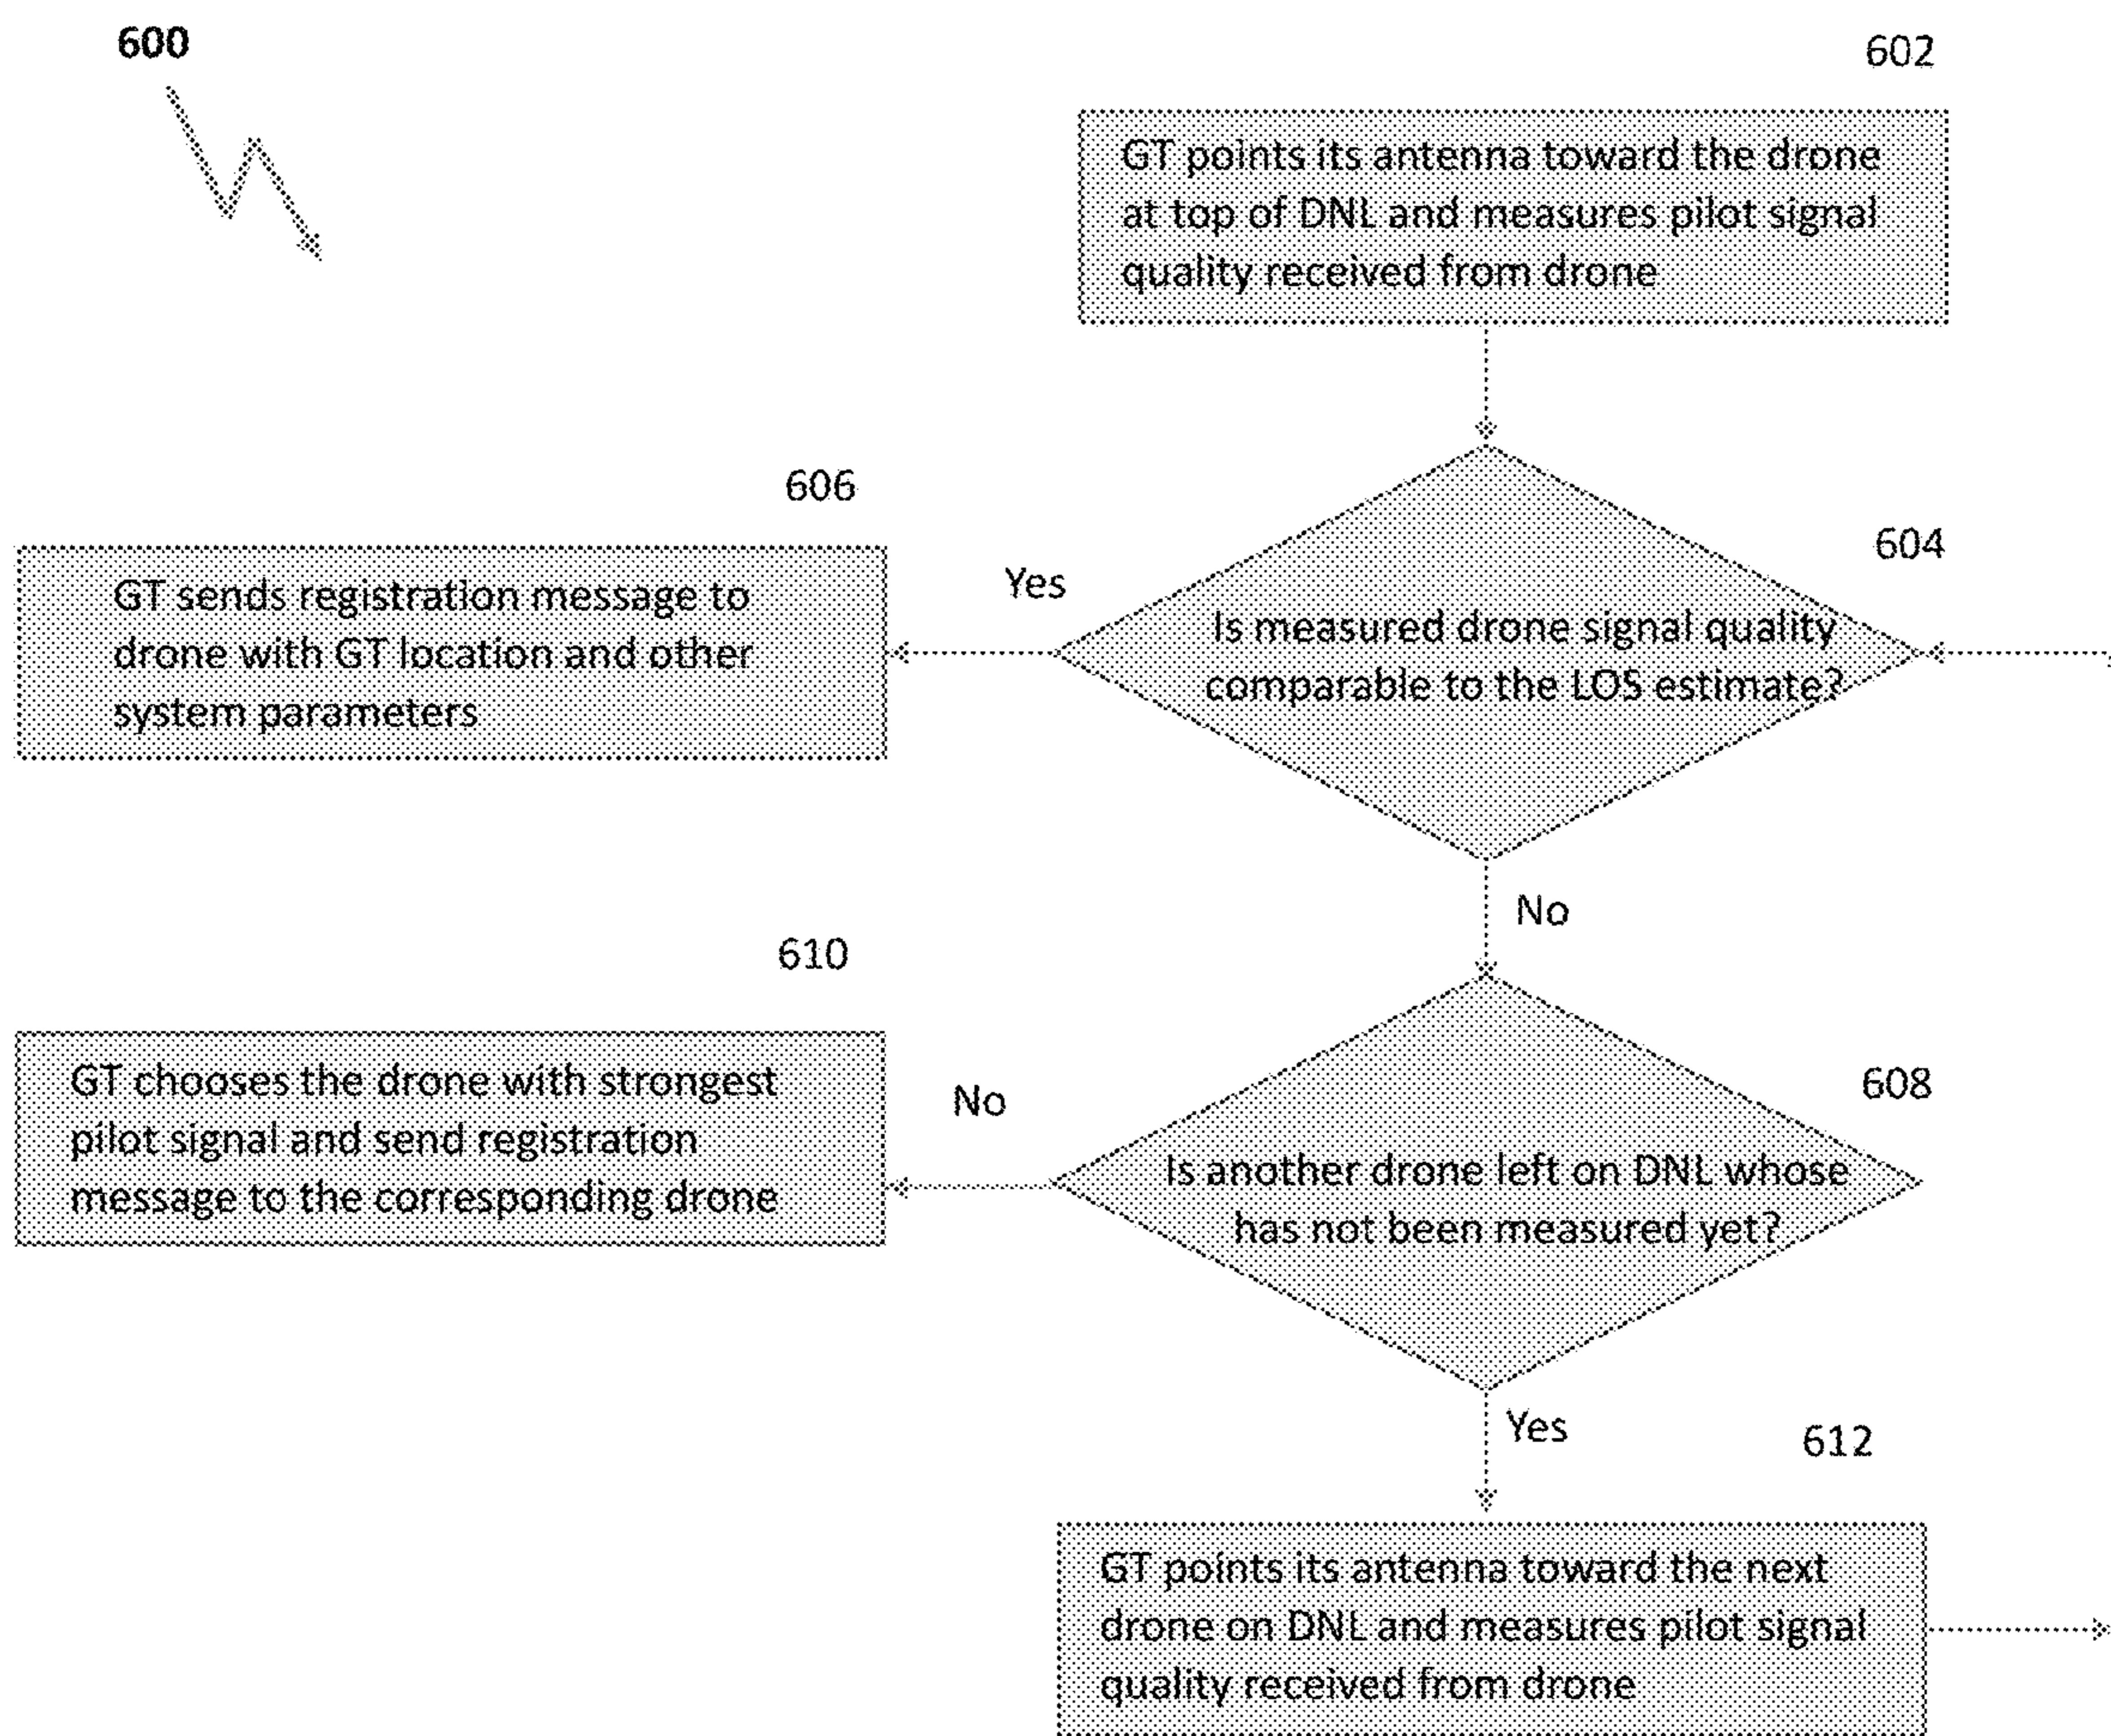 600
602
GT points its antenna toward the drone
at top of DNL and measures pilot signal
quality received from drone
606
604
Yes
GT sends registration message to
drone with GT location and other
system parameters
Is measured drone signal quality
comparable to the LOS estimate?
No
610
608
No
GT chooses the drone with strongest
pilot signal and send registration
message to the corresponding drone
Is another drone left on DNL whose
has not been measured yet?
Yes
612
GT points its antenna toward the next
drone on DNL and measures pilot signal
quality received from drone